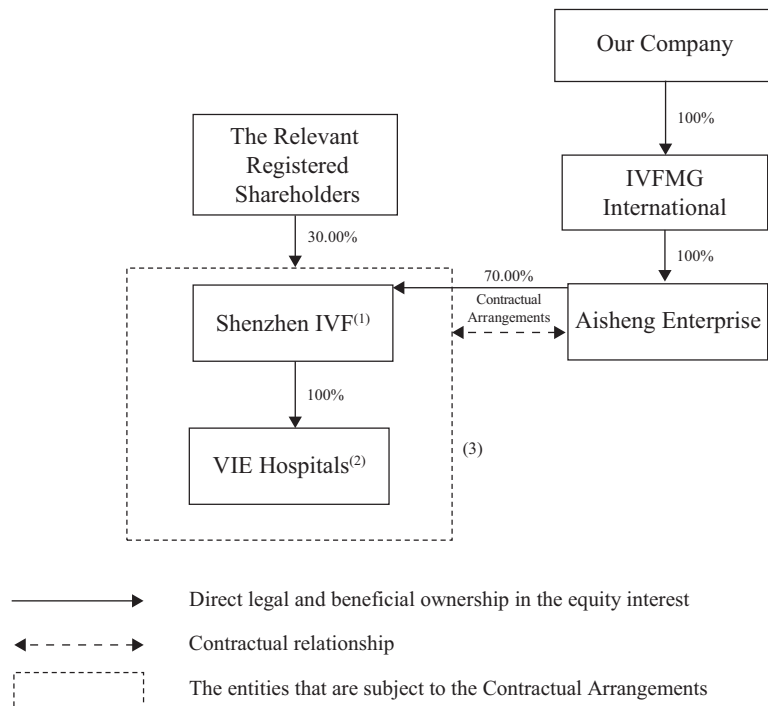 Our Company
100%
The Relevant
Registered
Shareholders
IVFMG
International
30.00%
100%
70.00%
Shenzhen IVF(1)
Contractual
Arrangements
Aisheng Enterprise
100%
VIE Hospitals(2)
(3)
Direct legal and beneficial ownership in the equity interest
Contractual relationship
The entities that are subject to the Contractual Arrangements